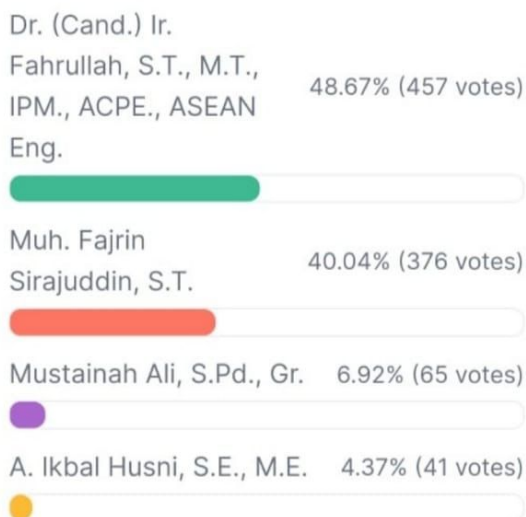 Dr. (Cand.) Ir.
Fahrullah, S.T., M.T.,
IPM., ACPE., ASEAN
Eng.
48.67% (457 votes)
Muh. Fajrin
Sirajuddin, S.T.
40.04% (376 votes)
Mustainah Ali, S.Pd., Gr. 6.92% (65 votes)
A. Ikbal Husni, S.E., M.E. 4.37% (41 votes)